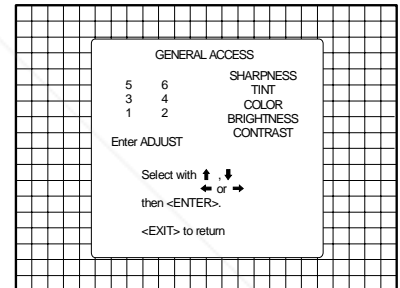 GENERAL ACCESS
5 6
3 4
1 2
SHARPNESS
TINT
COLOR
BRIGHTNESS
CONTRAST
Enter ADJUST
Select with ↑ , ↓
← or →
then <ENTER>.
<EXIT> to return